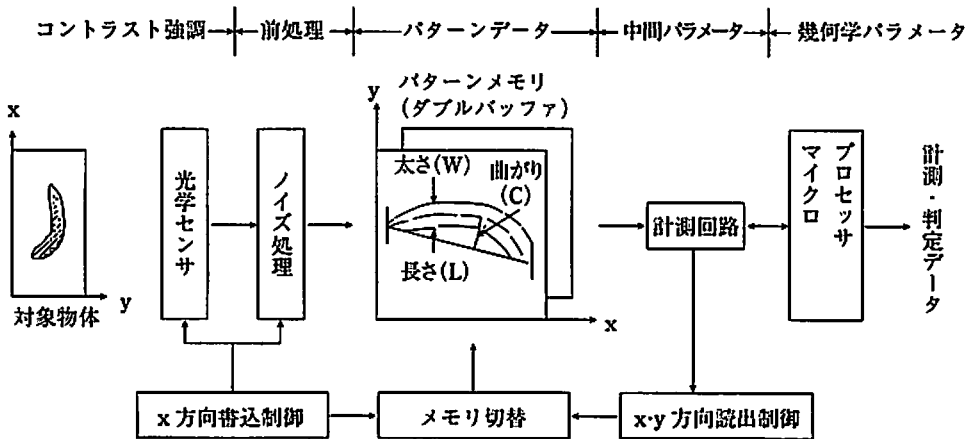 コントラスト強調
前処理
パターンデータ
中間パラメータ
幾何学パラメータ
x
y
対象物体
光学センサ
ノイズ処理
パターンメモリ
(ダブルバッファ)
y
太さ(W)
曲がり
(C)
長さ(L)
x
計測回路
マイクロ
プロセッサ
計測・判定データ
x 方向書込制御
メモリ切替
x·y 方向読出制御